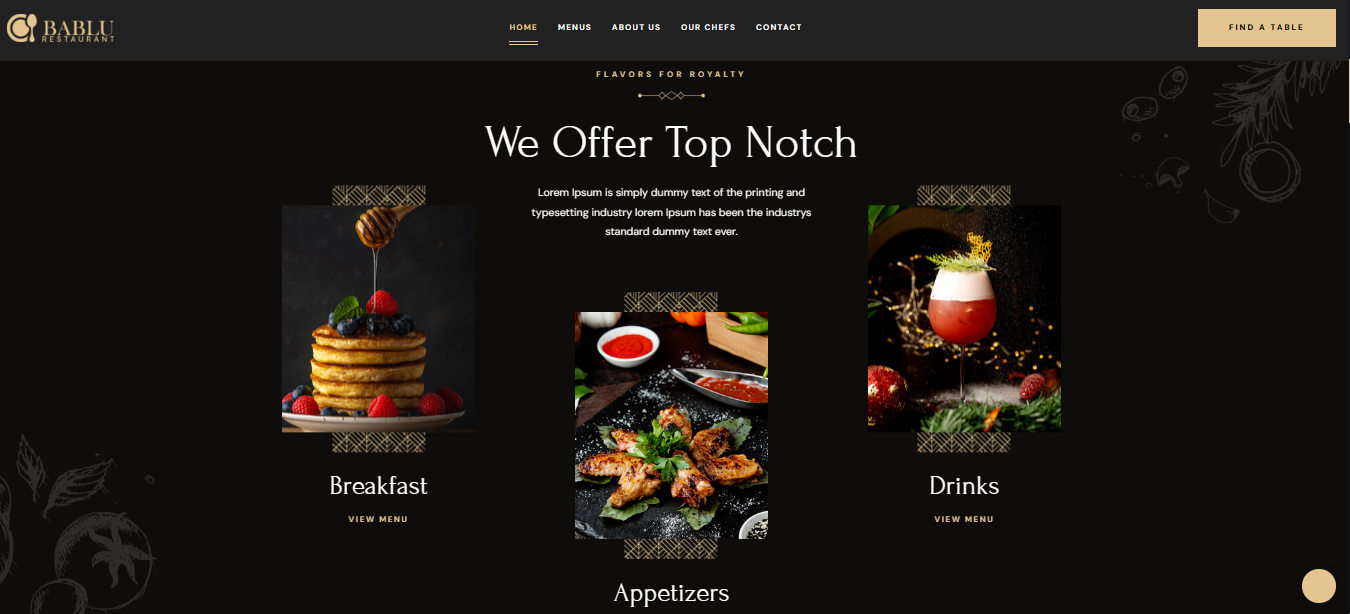 BABLU
RESTAURANT
HOME MENUS ABOUT US OUR CHEFS CONTACT
FIND A TABLE
FLAVORS FOR ROYALTY
We Offer Top Notch
Lorem Ipsum is simply dummy text of the printing and
typesetting industry lorem Ipsum has been the industrys
standard dummy text ever.
Breakfast
VIEW MENU
Drinks
VIEW MENU
Appetizers